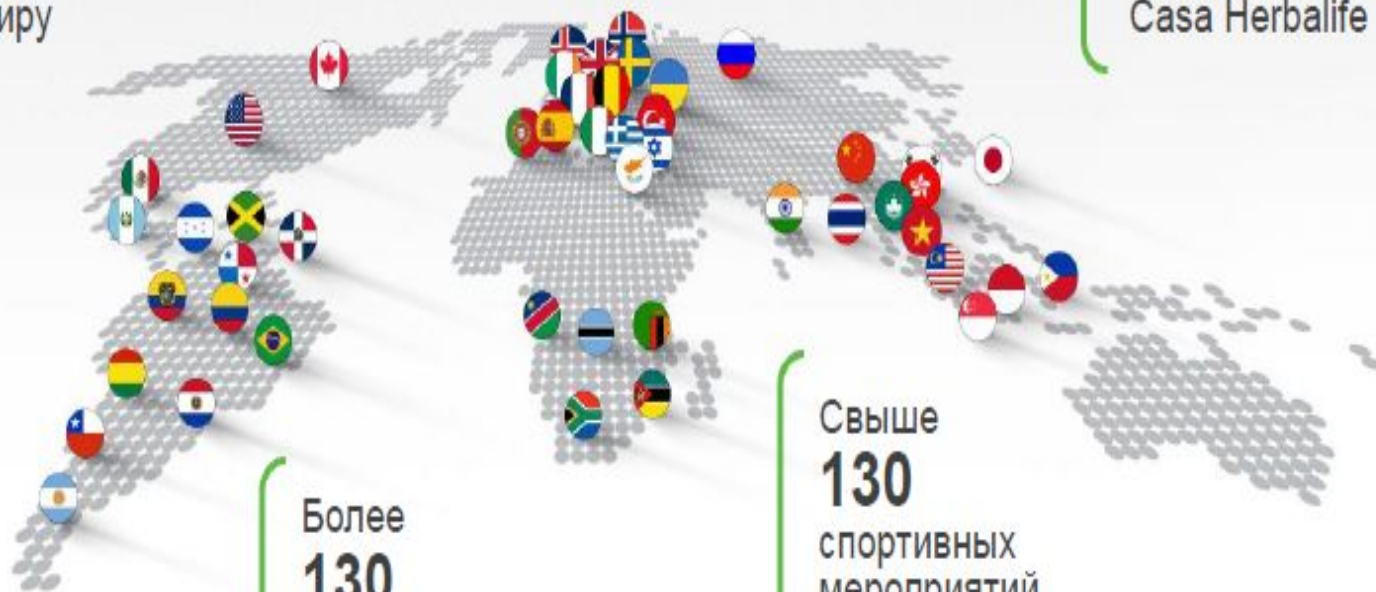 иру
Casa Herbalife
Свыше
130
спортивных
мероприятий
Более
130